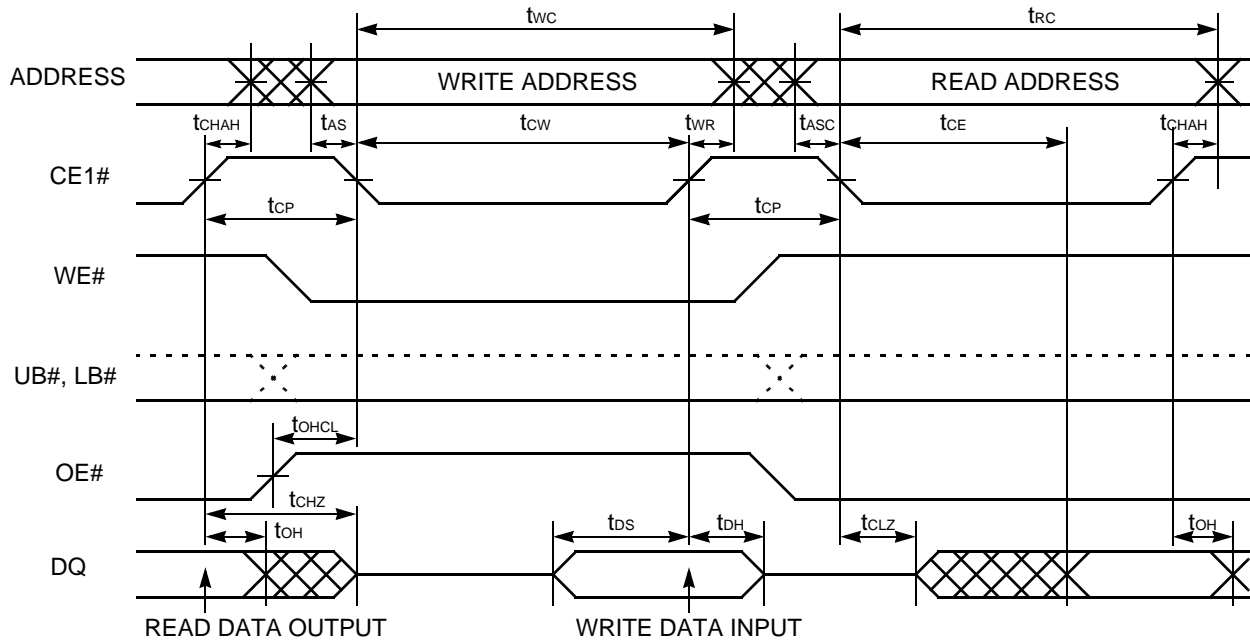 tWC tRC
ADDRESS WRITE ADDRESS READ ADDRESS
tCHAH tAS tCW tWR tASC tCE tCHAH
CE1#
tCP tCP
WE#
UB#, LB#
tOHCL
OE#
tCHZ
tOH tDS tDH tCLZ tOH
DQ
READ DATA OUTPUT WRITE DATA INPUT